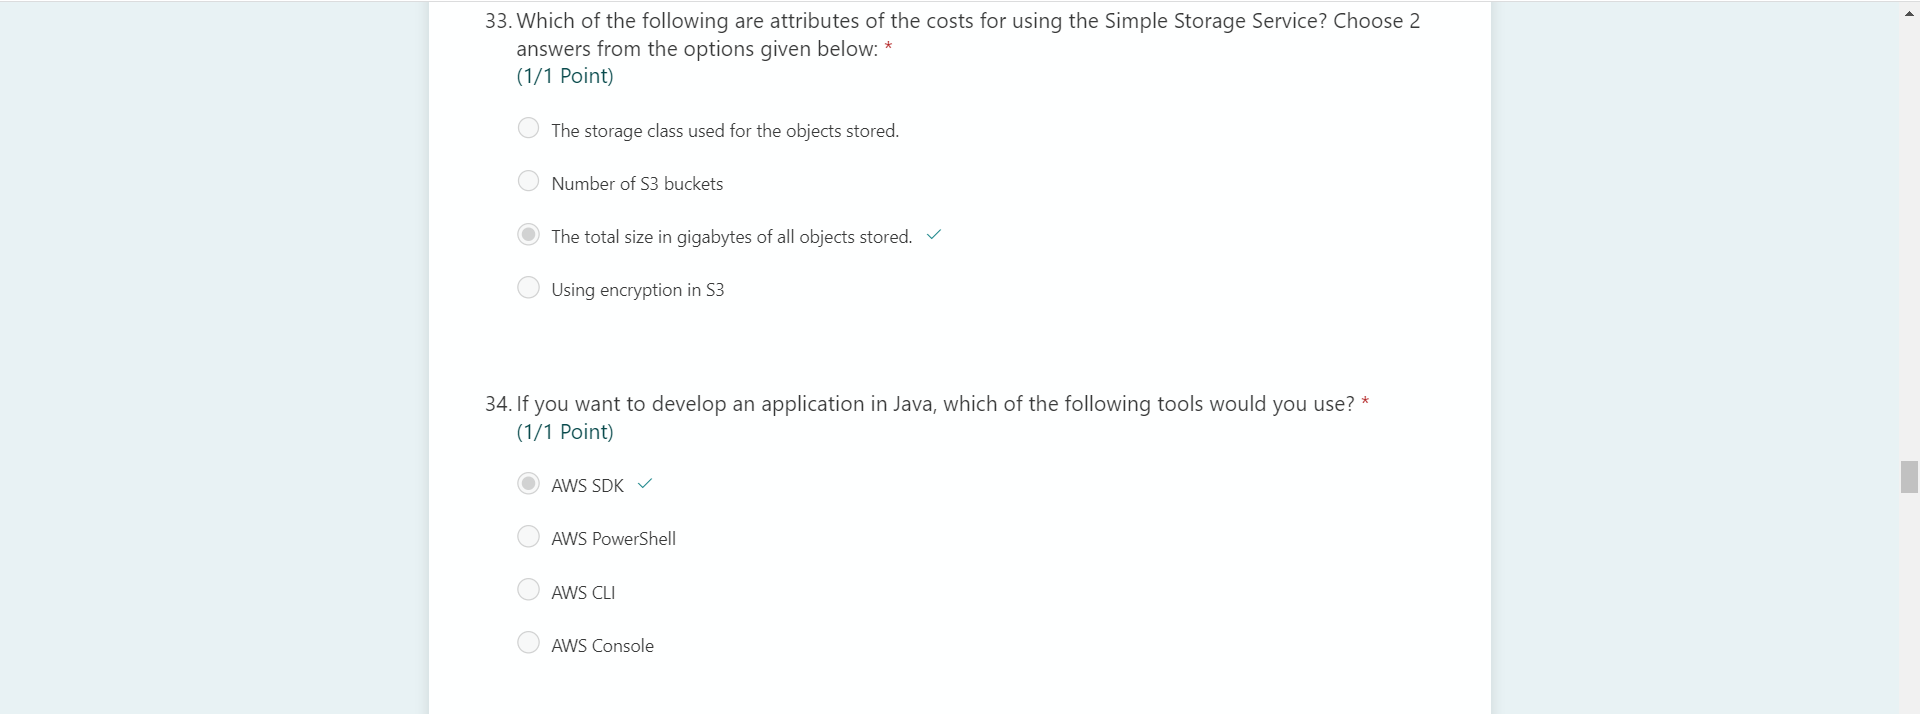 33. Which of the following are attributes of the costs for using the Simple Storage Service? Choose 2
answers from the options given below: *
(1/1 Point)
The storage class used for the objects stored.
Number of S3 buckets
The total size in gigabytes of all objects stored.
Using encryption in S3
34. If you want to develop an application in Java, which of the following tools would you use? *
(1/1 Point)
AWS SDK
AWS PowerShell
AWS CLI
AWS Console